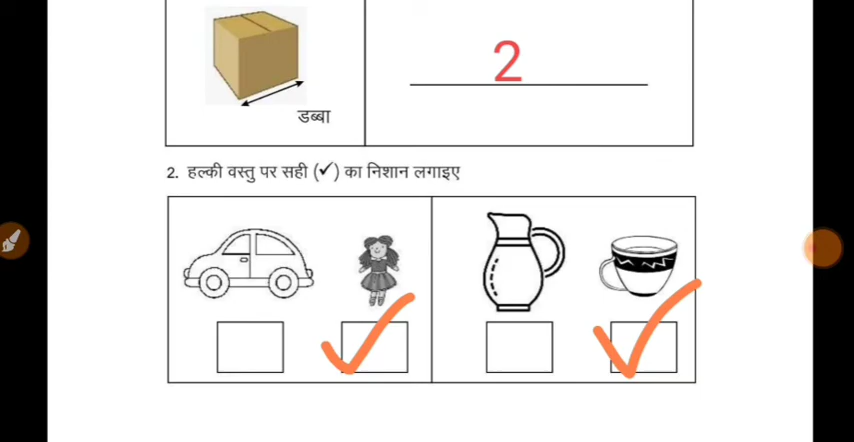 2
डब्बा
2. हल्की वस्तु पर सही (✓) का निशान लगाइए